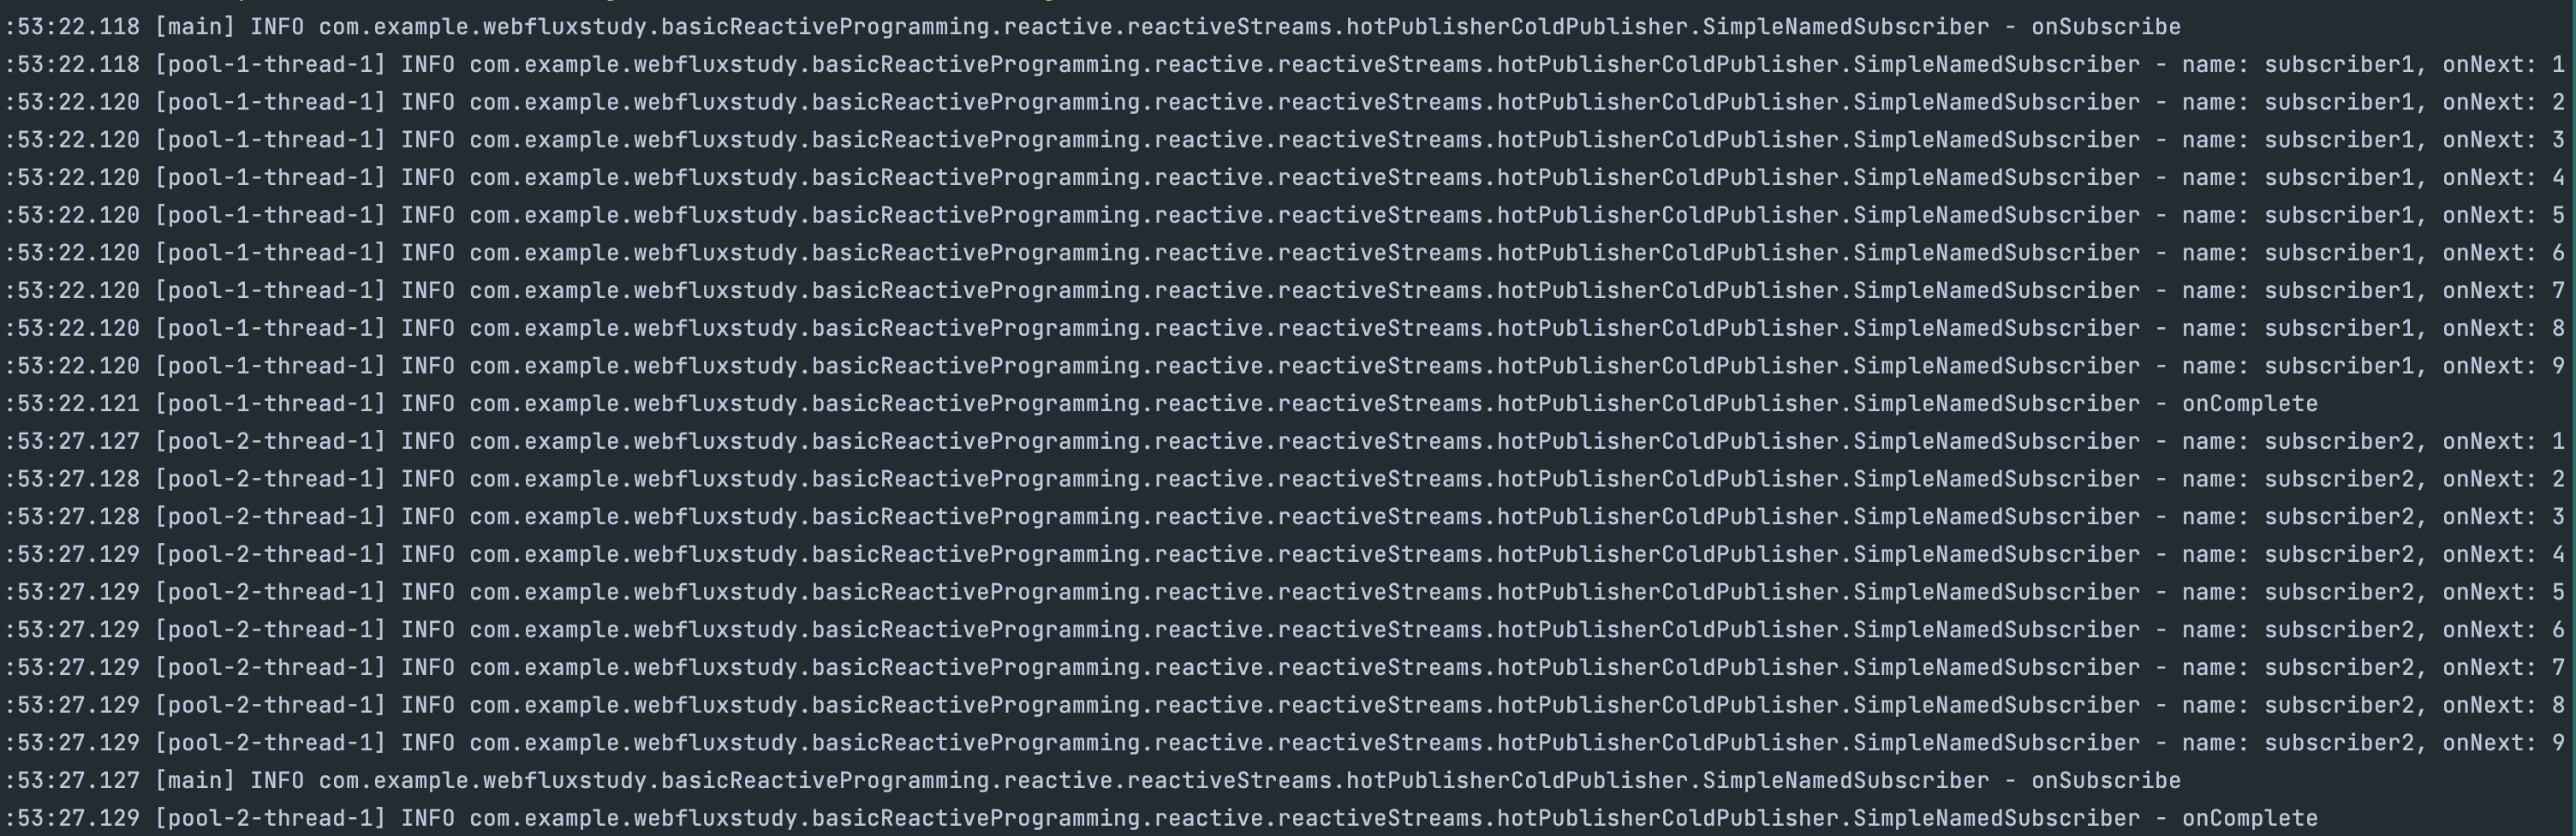 :53:22.118 [main] INFO com.example.webfluxstudy.basicReactiveProgramming.reactive.reactiveStreams.hotPublisherColdPublisher.SimpleNamedSubscriber - onSubscribe
:53:22.118 [pool-1-thread-1] INFO com.example.webfluxstudy.basicReactiveProgramming.reactive.reactiveStreams.hotPublisherColdPublisher.SimpleNamedSubscriber - name: subscriber1, onNext: 1
:53:22.120 [pool-1-thread-1] INFO com.example.webfluxstudy.basicReactiveProgramming.reactive.reactiveStreams.hotPublisherColdPublisher.SimpleNamedSubscriber - name: subscriber1, onNext: 2
:53:22.120 [pool-1-thread-1] INFO com.example.webfluxstudy.basicReactiveProgramming.reactive.reactiveStreams.hotPublisherColdPublisher.SimpleNamedSubscriber - name: subscriber1, onNext: 3
:53:22.120 [pool-1-thread-1] INFO com.example.webfluxstudy.basicReactiveProgramming.reactive.reactiveStreams.hotPublisherColdPublisher.SimpleNamedSubscriber - name: subscriber1, onNext: 4
:53:22.120 [pool-1-thread-1] INFO com.example.webfluxstudy.basicReactiveProgramming.reactive.reactiveStreams.hotPublisherColdPublisher.SimpleNamedSubscriber - name: subscriber1, onNext: 5
:53:22.120 [pool-1-thread-1] INFO com.example.webfluxstudy.basicReactiveProgramming.reactive.reactiveStreams.hotPublisherColdPublisher.SimpleNamedSubscriber - name: subscriber1, onNext: 6
:53:22.120 [pool-1-thread-1] INFO com.example.webfluxstudy.basicReactiveProgramming.reactive.reactiveStreams.hotPublisherColdPublisher.SimpleNamedSubscriber - name: subscriber1, onNext: 7
:53:22.120 [pool-1-thread-1] INFO com.example.webfluxstudy.basicReactiveProgramming.reactive.reactiveStreams.hotPublisherColdPublisher.SimpleNamedSubscriber - name: subscriber1, onNext: 8
:53:22.120 [pool-1-thread-1] INFO com.example.webfluxstudy.basicReactiveProgramming.reactive.reactiveStreams.hotPublisherColdPublisher.SimpleNamedSubscriber - name: subscriber1, onNext: 9
:53:22.121 [pool-1-thread-1] INFO com.example.webfluxstudy.basicReactiveProgramming.reactive.reactiveStreams.hotPublisherColdPublisher.SimpleNamedSubscriber - onComplete
:53:27.127 [pool-2-thread-1] INFO com.example.webfluxstudy.basicReactiveProgramming.reactive.reactiveStreams.hotPublisherColdPublisher.SimpleNamedSubscriber - name: subscriber2, onNext: 1
:53:27.128 [pool-2-thread-1] INFO com.example.webfluxstudy.basicReactiveProgramming.reactive.reactiveStreams.hotPublisherColdPublisher.SimpleNamedSubscriber - name: subscriber2, onNext: 2
:53:27.128 [pool-2-thread-1] INFO com.example.webfluxstudy.basicReactiveProgramming.reactive.reactiveStreams.hotPublisherColdPublisher.SimpleNamedSubscriber - name: subscriber2, onNext: 3
:53:27.129 [pool-2-thread-1] INFO com.example.webfluxstudy.basicReactiveProgramming.reactive.reactiveStreams.hotPublisherColdPublisher.SimpleNamedSubscriber - name: subscriber2, onNext: 4
:53:27.129 [pool-2-thread-1] INFO com.example.webfluxstudy.basicReactiveProgramming.reactive.reactiveStreams.hotPublisherColdPublisher.SimpleNamedSubscriber - name: subscriber2, onNext: 5
:53:27.129 [pool-2-thread-1] INFO com.example.webfluxstudy.basicReactiveProgramming.reactive.reactiveStreams.hotPublisherColdPublisher.SimpleNamedSubscriber - name: subscriber2, onNext: 6
:53:27.129 [pool-2-thread-1] INFO com.example.webfluxstudy.basicReactiveProgramming.reactive.reactiveStreams.hotPublisherColdPublisher.SimpleNamedSubscriber - name: subscriber2, onNext: 7
:53:27.129 [pool-2-thread-1] INFO com.example.webfluxstudy.basicReactiveProgramming.reactive.reactiveStreams.hotPublisherColdPublisher.SimpleNamedSubscriber - name: subscriber2, onNext: 8
:53:27.129 [pool-2-thread-1] INFO com.example.webfluxstudy.basicReactiveProgramming.reactive.reactiveStreams.hotPublisherColdPublisher.SimpleNamedSubscriber - name: subscriber2, onNext: 9
:53:27.127 [main] INFO com.example.webfluxstudy.basicReactiveProgramming.reactive.reactiveStreams.hotPublisherColdPublisher.SimpleNamedSubscriber - onSubscribe
:53:27.129 [pool-2-thread-1] INFO com.example.webfluxstudy.basicReactiveProgramming.reactive.reactiveStreams.hotPublisherColdPublisher.SimpleNamedSubscriber - onComplete